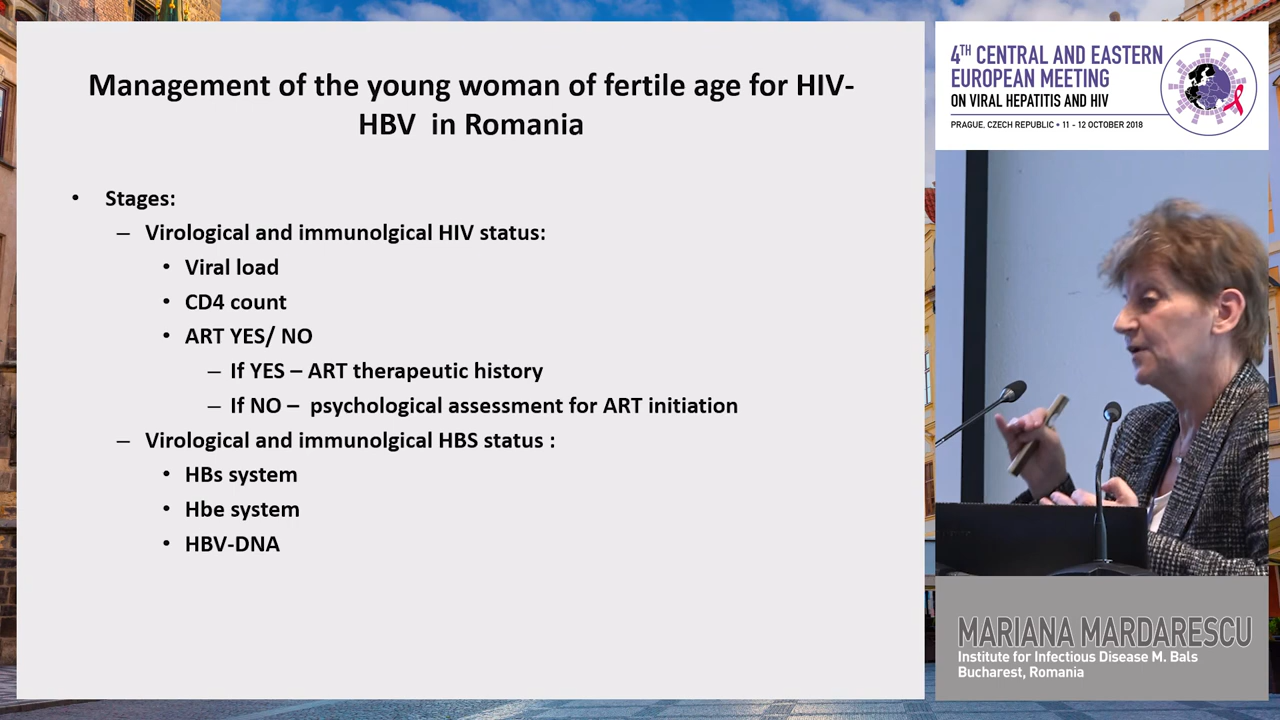 Management of the young woman of fertile age for HIV-
HBV in Romania
• Stages:
– Virological and immunolgical HIV status:
• Viral load
• CD4 count
• ART YES/ NO
– If YES – ART therapeutic history
– If NO – psychological assessment for ART initiation
– Virological and immunolgical HBS status :
• HBs system
• Hbe system
• HBV-DNA
4TH CENTRAL AND EASTERN
EUROPEAN MEETING
ON VIRAL HEPATITIS AND HIV
PRAGUE, CZECH REPUBLIC • 11 - 12 OCTOBER 2018
MARIANA MARDARESCU
Institute for Infectious Disease M. Bals
Bucharest, Romania